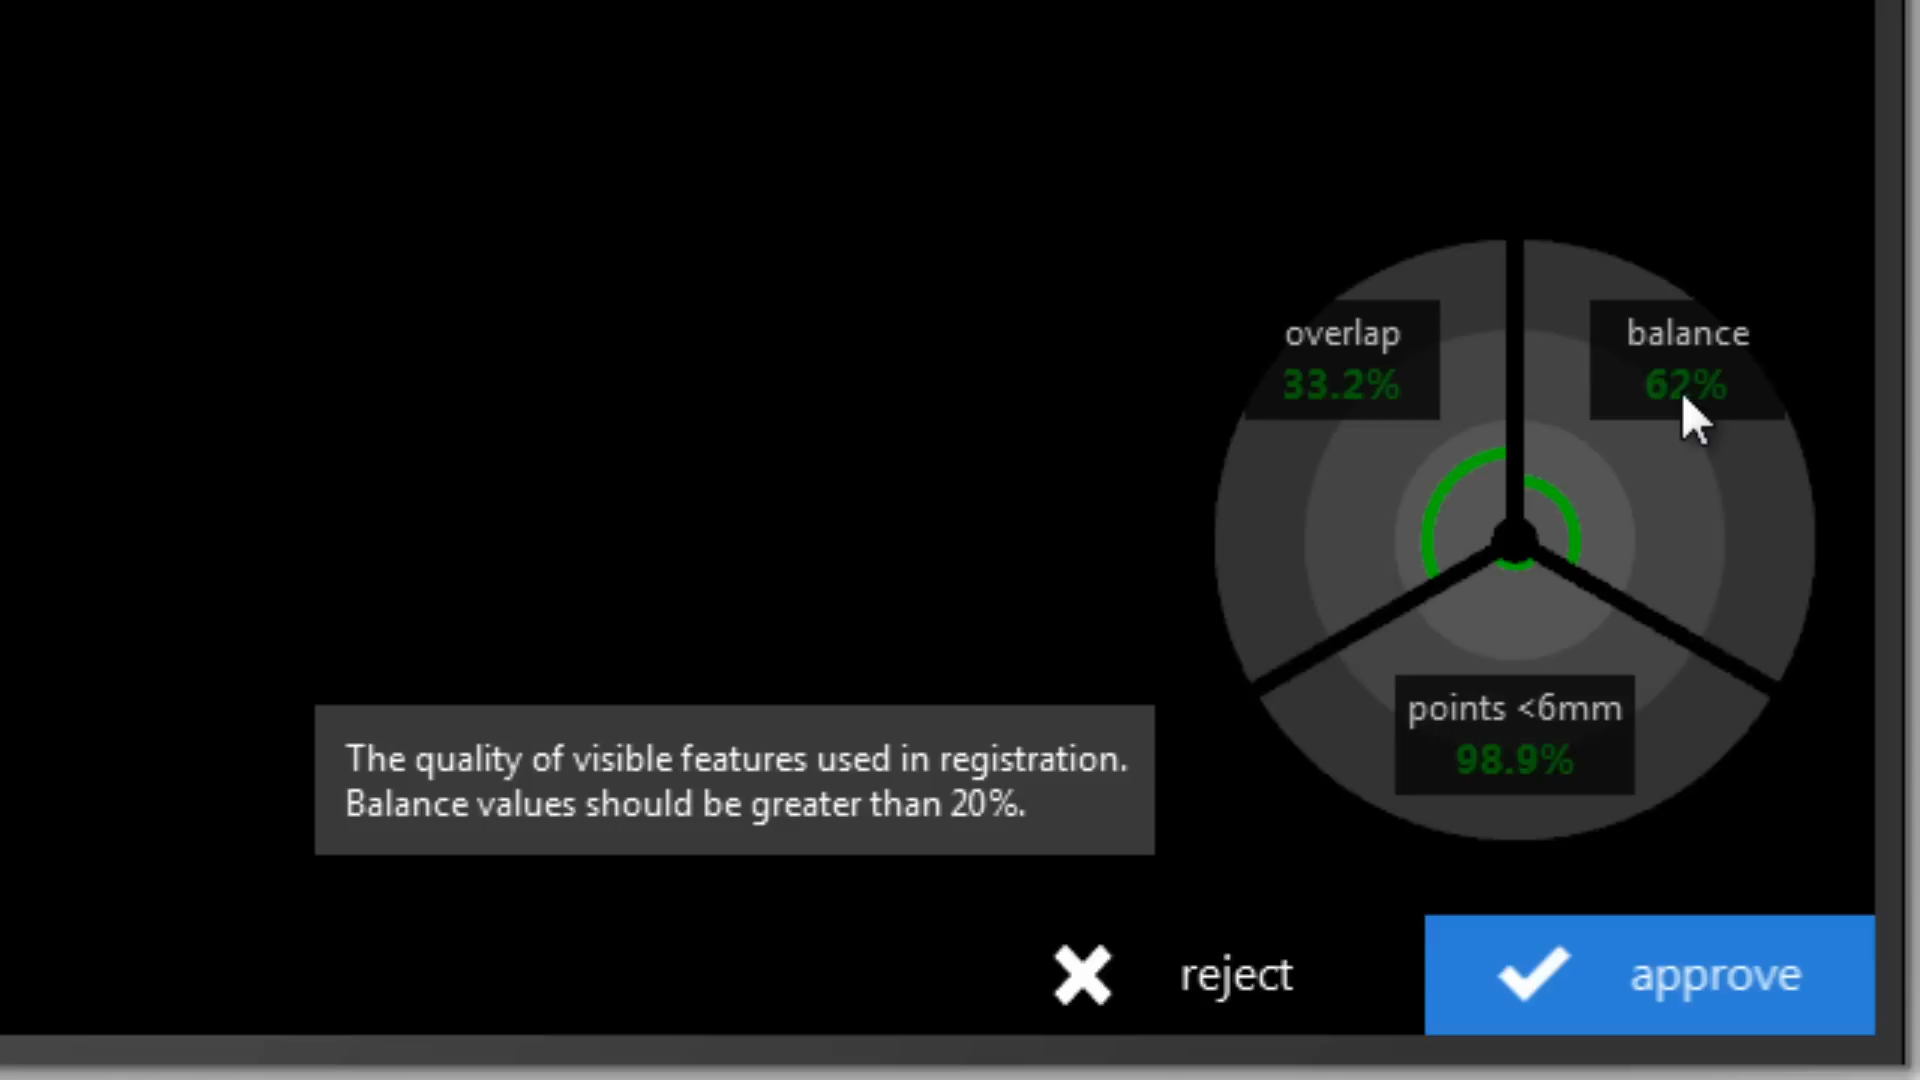 overlap
33.2%
balance
62%
points <6mm
98.9%
The quality of visible features used in registration.
Balance values should be greater than 20%.
reject
approve